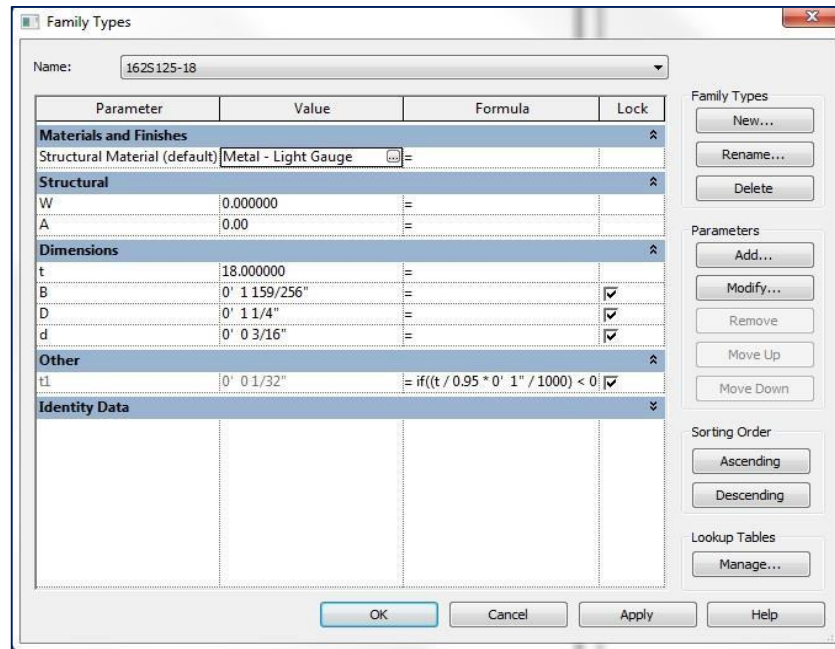 Family Types
Name: 162S125-18
Parameter Value Formula Lock
Materials and Finishes
Structural Material (default) Metal - Light Gauge ... =
Structural
W 0.000000 =
A 0.00 =
Dimensions
t 18.000000 =
B 0' 1 159/256" =
D 0' 1 1/4" =
d 0' 0 3/16" =
Other
t1 0' 0 1/32" = if((t / 0.95 * 0' 1" / 1000) < 0
Identity Data
Family Types
New...
Rename...
Delete
Parameters
Add...
Modify...
Remove
Move Up
Move Down
Sorting Order
Ascending
Descending
Lookup Tables
Manage...
OK Cancel Apply Help